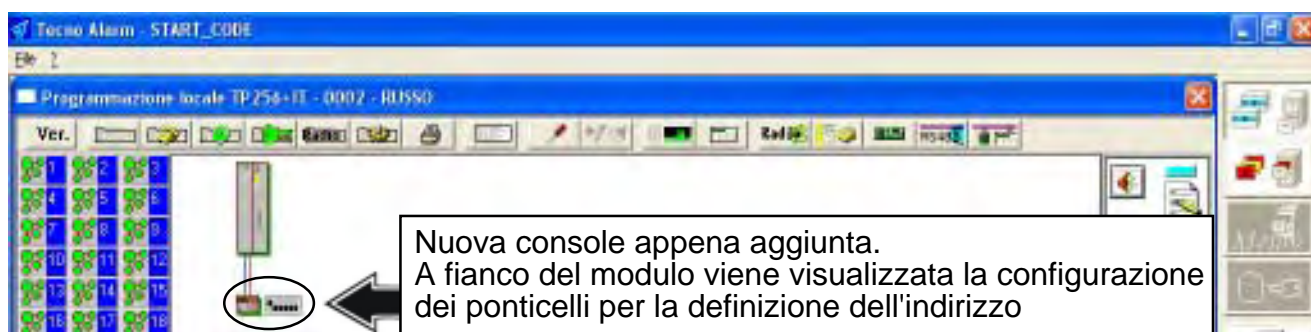 Tecno Alarm - START_CODE
File ?
Programmazione locale TP256+IT - 0002 - RUSSO
Ver. Radio Radio RS485
1 2 3
4 5 6
7 8 9
10 11 12
13 14 15
16 17 18
Nuova console appena aggiunta.
A fianco del modulo viene visualizzata la configurazione
dei ponticelli per la definizione dell'indirizzo